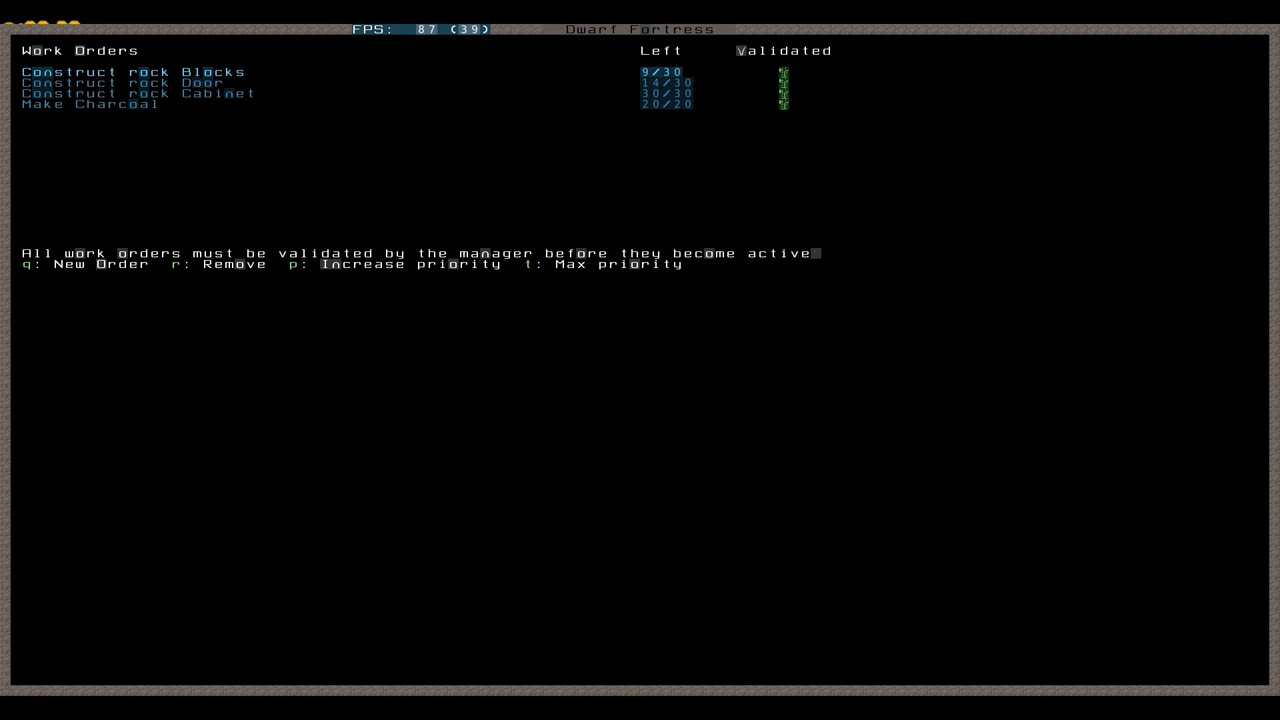 FPS: 87 (39) Dwarf Fortress
Work Orders Left Validated
Construct rock Blocks 9/30
Construct rock Door 14/30
Construct rock Cabinet 30/30
Make Charcoal 20/20
All work orders must be validated by the manager before they become active
q: New Order r: Remove p: Increase priority t: Max priority